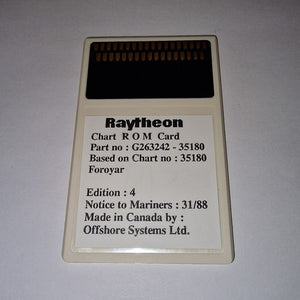 Raytheon
Chart R O M Card
Part no : G263242 - 35180
Based on Chart no : 35180
Foroyar
Edition : 4
Notice to Mariners : 31/88
Made in Canada by :
Offshore Systems Ltd.